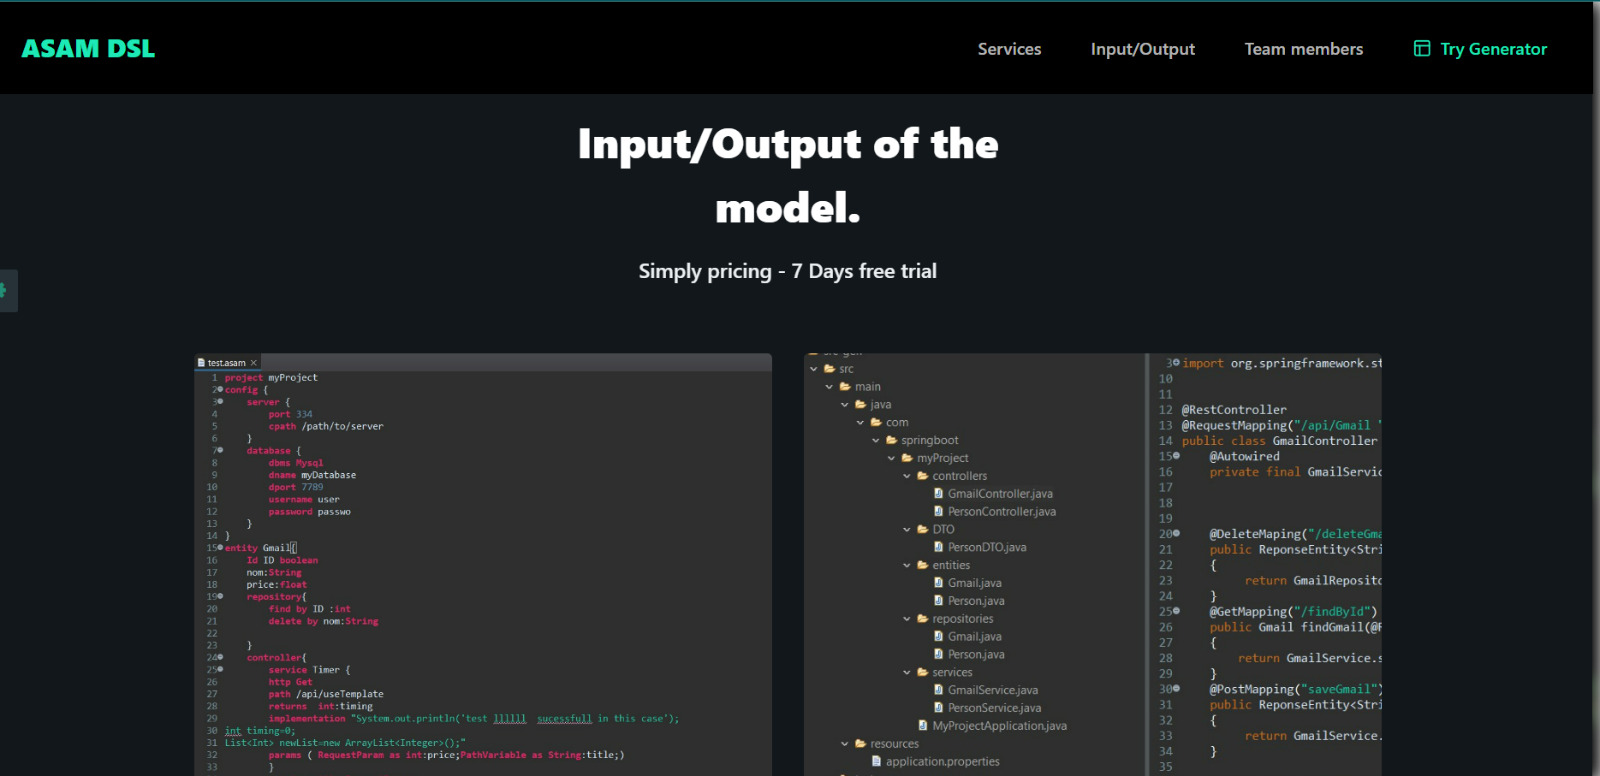 ASAM DSL
Services
Input/Output
Team members
Try Generator
Input/Output of the
model.
Simply pricing - 7 Days free trial
test.asam
1 project myProject
2 config {
3 server {
4 port 334
5 cpath /path/to/server
6 }
7 database {
8 dbms Mysql
9 dname myDatabase
10 dport 7789
11 username user
12 password passwo
13 }
14 }
15 entity Gmail{
16 Id ID boolean
17 nom:String
18 price:float
19 repository{
20 find by ID :int
21 delete by nom:String
22
23 }
24 controller{
25 service Timer {
26 http Get
27 path /api/useTemplate
28 returns int:timing
29 implementation "System.out.println('test llllll sucessfull in this case');
30 int timing=0;
31 List<Int> newList=new ArrayList<Integer>();"
32 params ( RequestParam as int:price;PathVariable as String:title;)
33 }
src
main
java
com
springboot
myProject
controllers
GmailController.java
PersonController.java
DTO
PersonDTO.java
entities
Gmail.java
Person.java
repositories
Gmail.java
Person.java
services
GmailService.java
PersonService.java
MyProjectApplication.java
resources
application.properties
3 import org.springframework.st
10
11
12 @RestController
13 @RequestMapping("/api/Gmail "
14 public class GmailController
15 @Autowired
16 private final GmailServic
17
18
19
20 @DeleteMaping("/deleteGma
21 public ReponseEntity<Stri
22 {
23 return GmailReposito
24 }
25 @GetMapping("/findById")
26 public Gmail findGmail(@R
27 {
28 return GmailService.s
29 }
30 @PostMapping("saveGmail")
31 public ReponseEntity<Stri
32 {
33 return GmailService.
34 }
35